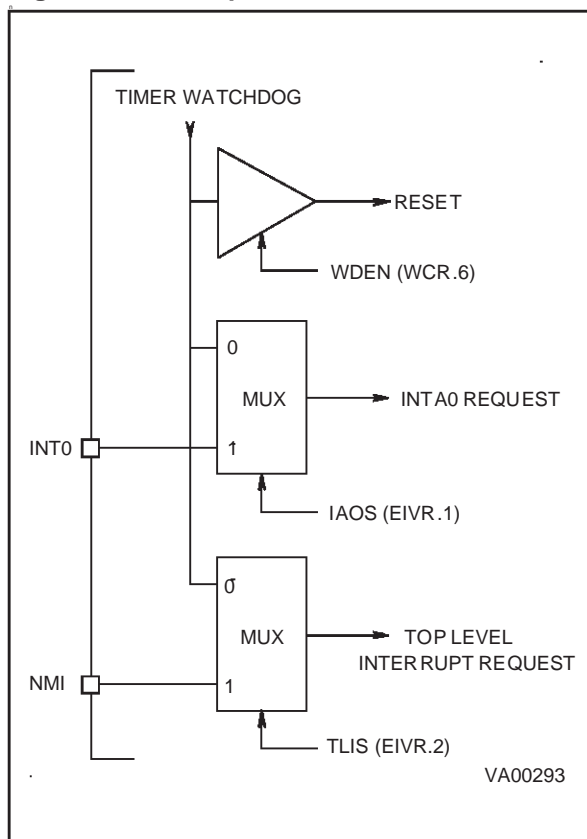 TIMER WATCHDOG
RESET
WDEN (WCR.6)
0
MUX
INTA0 REQUEST
INT0
1
IAOS (EIVR.1)
0
MUX
TOP LEVEL
INTERRUPT REQUEST
NMI
1
TLIS (EIVR.2)
VA00293